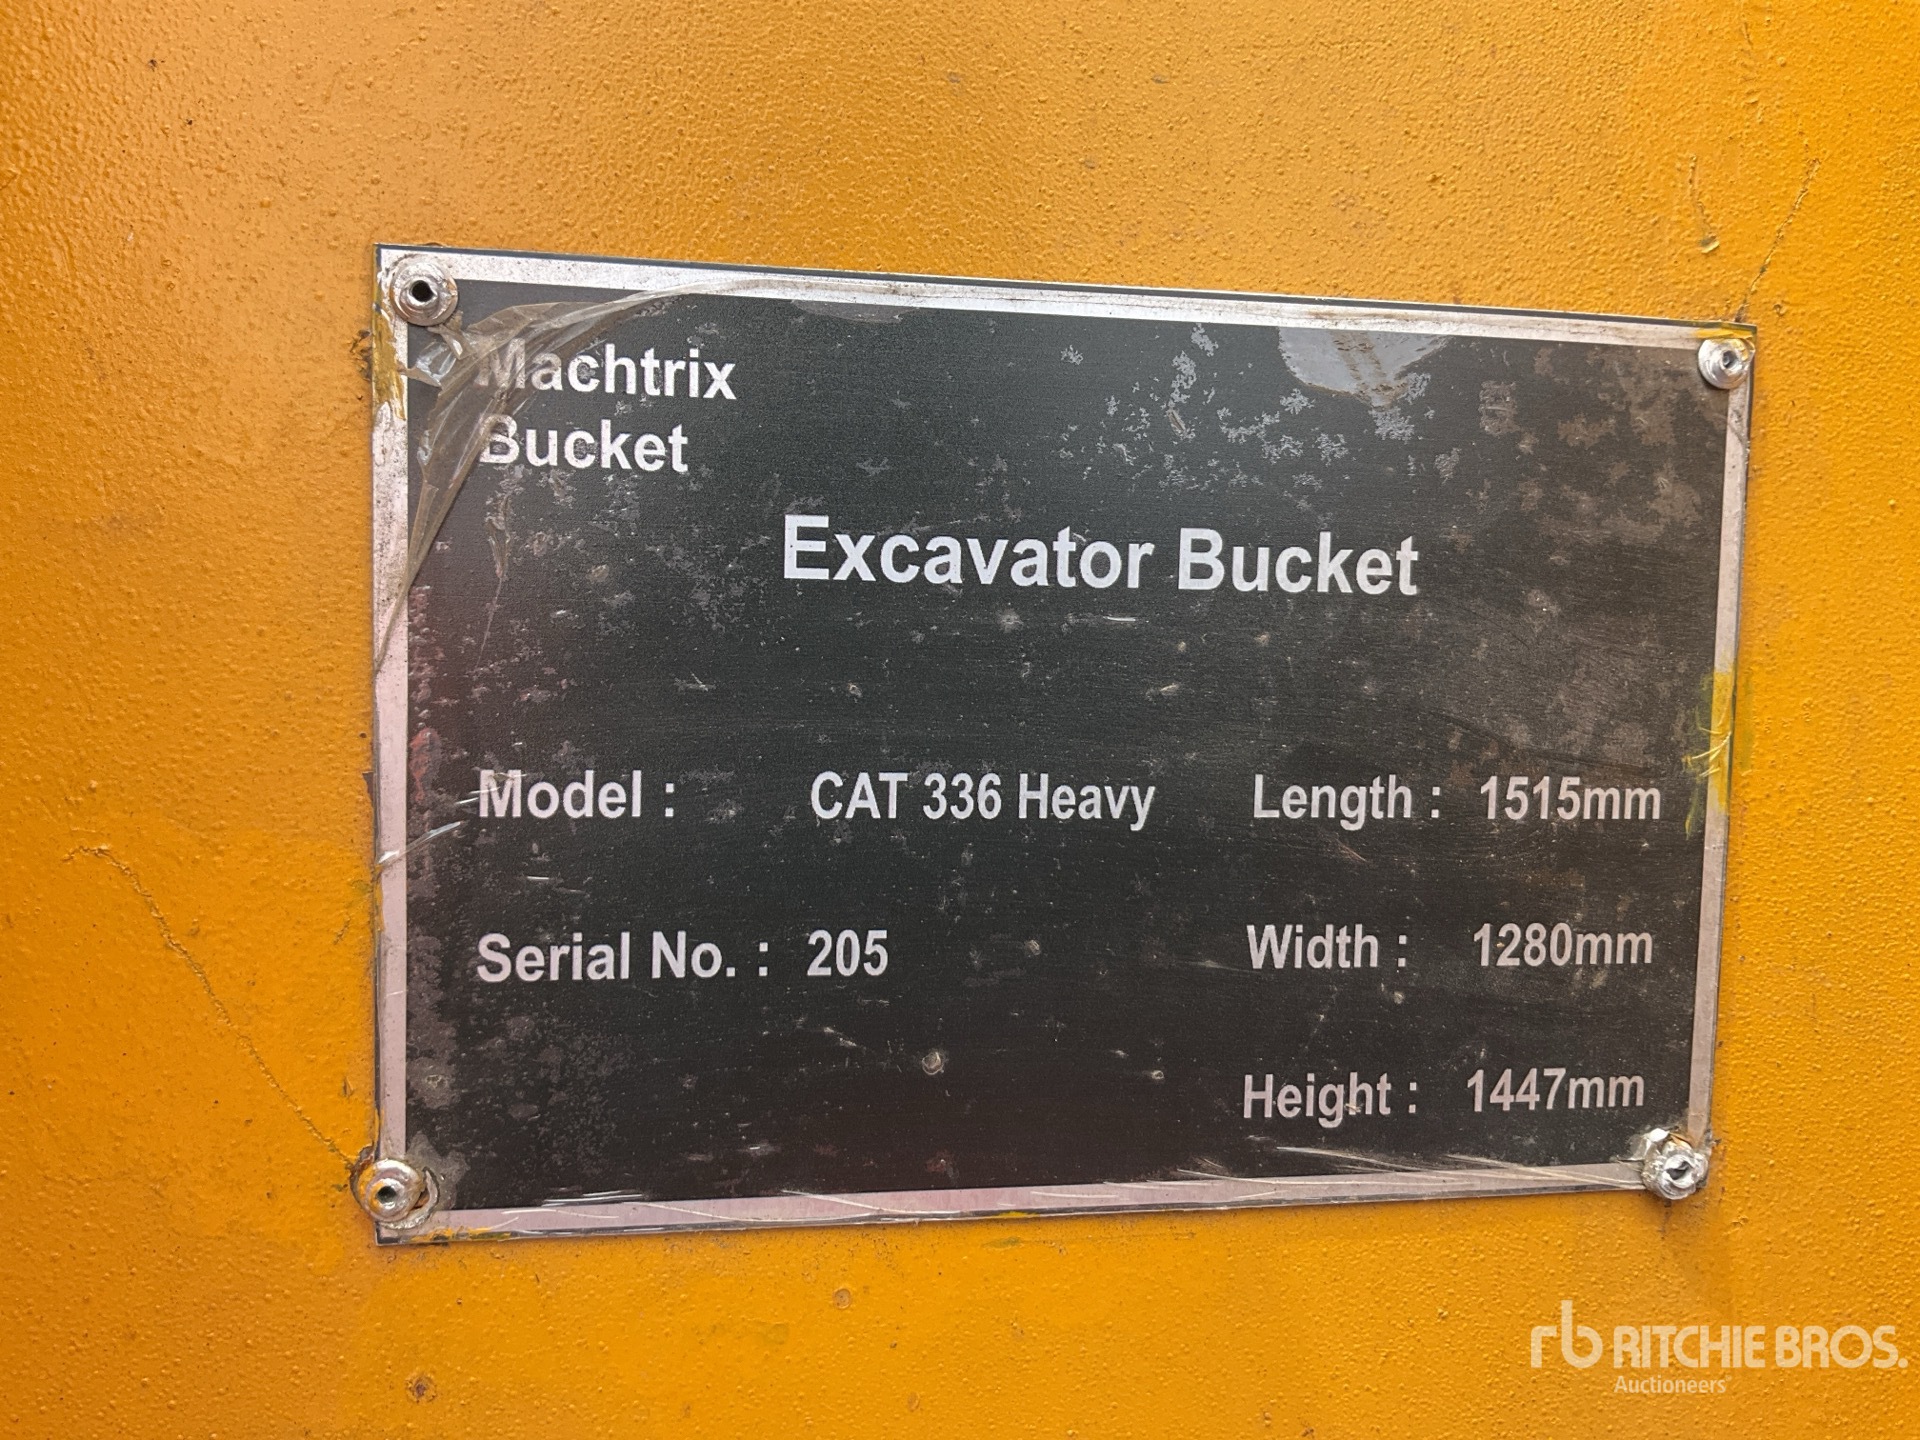 Machtrix
Bucket
Excavator Bucket
Model : CAT 336 Heavy Length : 1515mm
Serial No. : 205 Width : 1280mm
Height : 1447mm
rb RITCHIE BROS.
Auctioneers